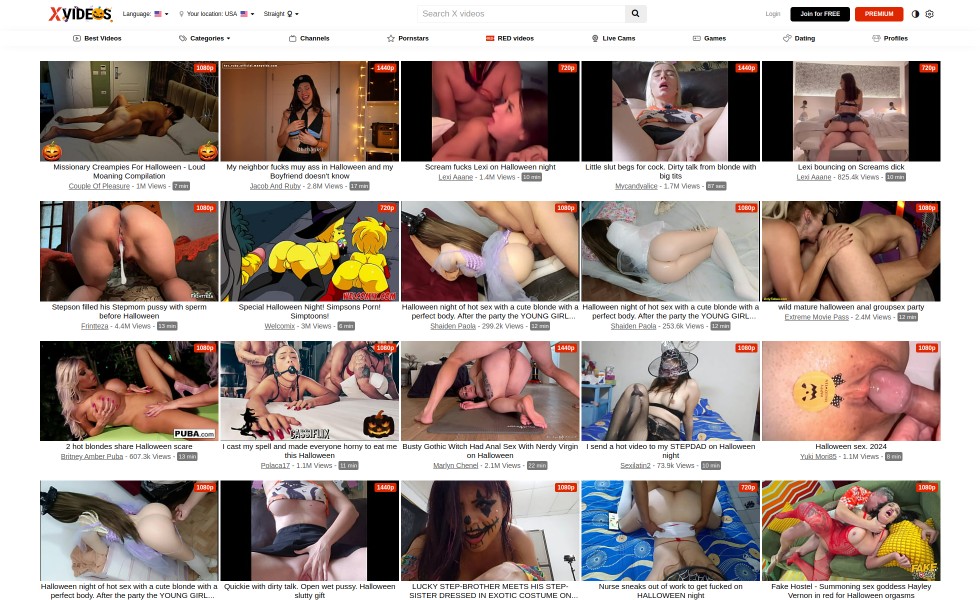 XVIDEOS
Language:
Your location: USA
Straight
Search X videos
Login
Join for FREE
PREMIUM
Best Videos
Categories
Channels
Pornstars
RED videos
Live Cams
Games
Dating
Profiles
1080p
1440p
720p
1440p
720p
Missionary Creampies For Halloween - Loud
Moaning Compilation
Couple Of Pleasure - 1M Views - 7 min
My neighbor fucks muy ass in Halloween and my
Boyfriend doesn't know
Jacob And Ruby - 2.8M Views - 17 min
Scream fucks Lexi on Halloween night
Lexi Aaane - 1.4M Views - 10 min
Little slut begs for cock. Dirty talk from blonde with
big tits
Mycandyalice - 1.7M Views - 87 sec
Lexi bouncing on Screams dick
Lexi Aaane - 825.4k Views - 10 min
1080p
720p
1080p
1080p
1080p
Stepson filled his Stepmom pussy with sperm
before Halloween
Frintteza - 4.4M Views - 13 min
Special Halloween Night! Simpsons Porn!
Simptoons!
Welcomix - 3M Views - 6 min
Halloween night of hot sex with a cute blonde with a
perfect body. After the party the YOUNG GIRL...
Shaiden Paola - 299.2k Views - 12 min
Halloween night of hot sex with a cute blonde with a
perfect body. After the party the YOUNG GIRL...
Shaiden Paola - 253.6k Views - 12 min
wild mature halloween anal groupsex party
Extreme Movie Pass - 2.4M Views - 12 min
1080p
PUBA.com
1080p
CASSIFLIX
1440p
1080p
1080p
2 hot blondes share Halloween scare
Britney Amber Puba - 607.3k Views - 13 min
I cast my spell and made everyone horny to eat me
this Halloween
Polaca17 - 1.1M Views - 11 min
Busty Gothic Witch Had Anal Sex With Nerdy Virgin
on Halloween
Marlyn Chenel - 2.1M Views - 22 min
I send a hot video to my STEPDAD on Halloween
night
Sexilatin2 - 73.9k Views - 10 min
Halloween sex. 2024
Yuki Mori85 - 1.1M Views - 8 min
1080p
1440p
1080p
720p
1080p
Halloween night of hot sex with a cute blonde with a
perfect body. After the party the YOUNG GIRL...
Quickie with dirty talk. Open wet pussy. Halloween
slutty gift
LUCKY STEP-BROTHER MEETS HIS STEP-
SISTER DRESSED IN EXOTIC COSTUME ON...
Nurse sneaks out of work to get fucked on
HALLOWEEN night
Fake Hostel - Summoning sex goddess Hayley
Vernon in red for Halloween orgasms